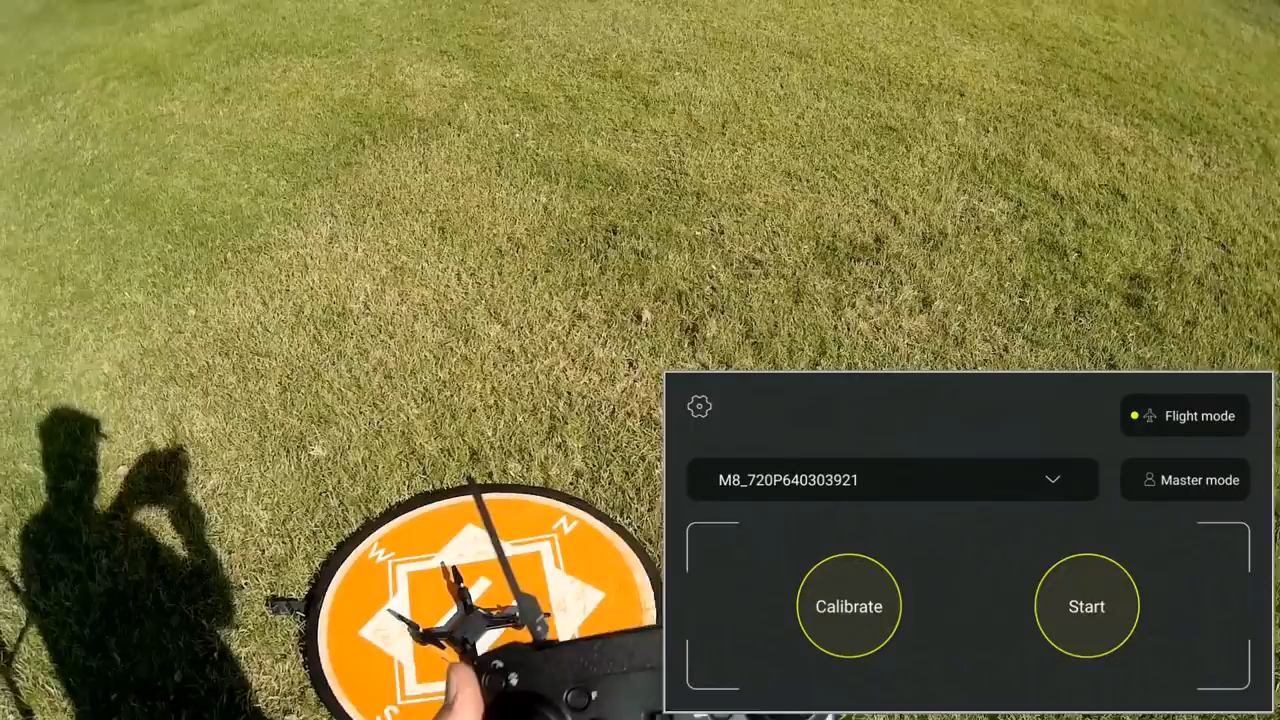 Flight mode
M8_720P640303921
Master mode
Calibrate
Start
N
W
S